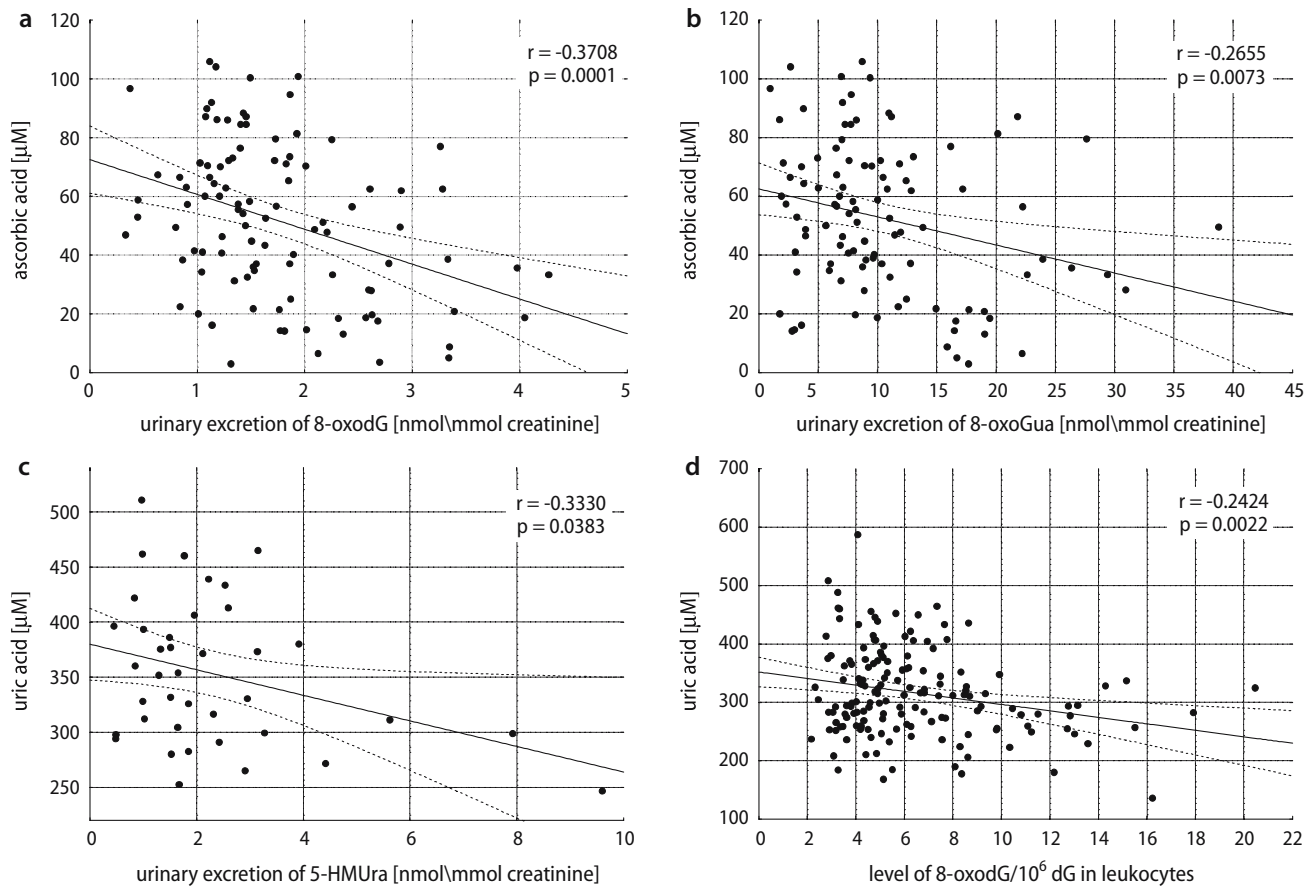 a
r = -0.3708
p = 0.0001
ascorbic acid [µM]
120
100
80
60
40
20
0
0 1 2 3 4 5
urinary excretion of 8-oxodG [nmol\mmol creatinine]
b
r = -0.2655
p = 0.0073
ascorbic acid [µM]
120
100
80
60
40
20
0
0 5 10 15 20 25 30 35 40 45
urinary excretion of 8-oxoGua [nmol\mmol creatinine]
c
r = -0.3330
p = 0.0383
uric acid [µM]
500
450
400
350
300
250
0 2 4 6 8 10
urinary excretion of 5-HMUra [nmol\mmol creatinine]
d
r = -0.2424
p = 0.0022
uric acid [µM]
700
600
500
400
300
200
100
0 2 4 6 8 10 12 14 16 18 20 22
level of 8-oxodG/10⁶ dG in leukocytes